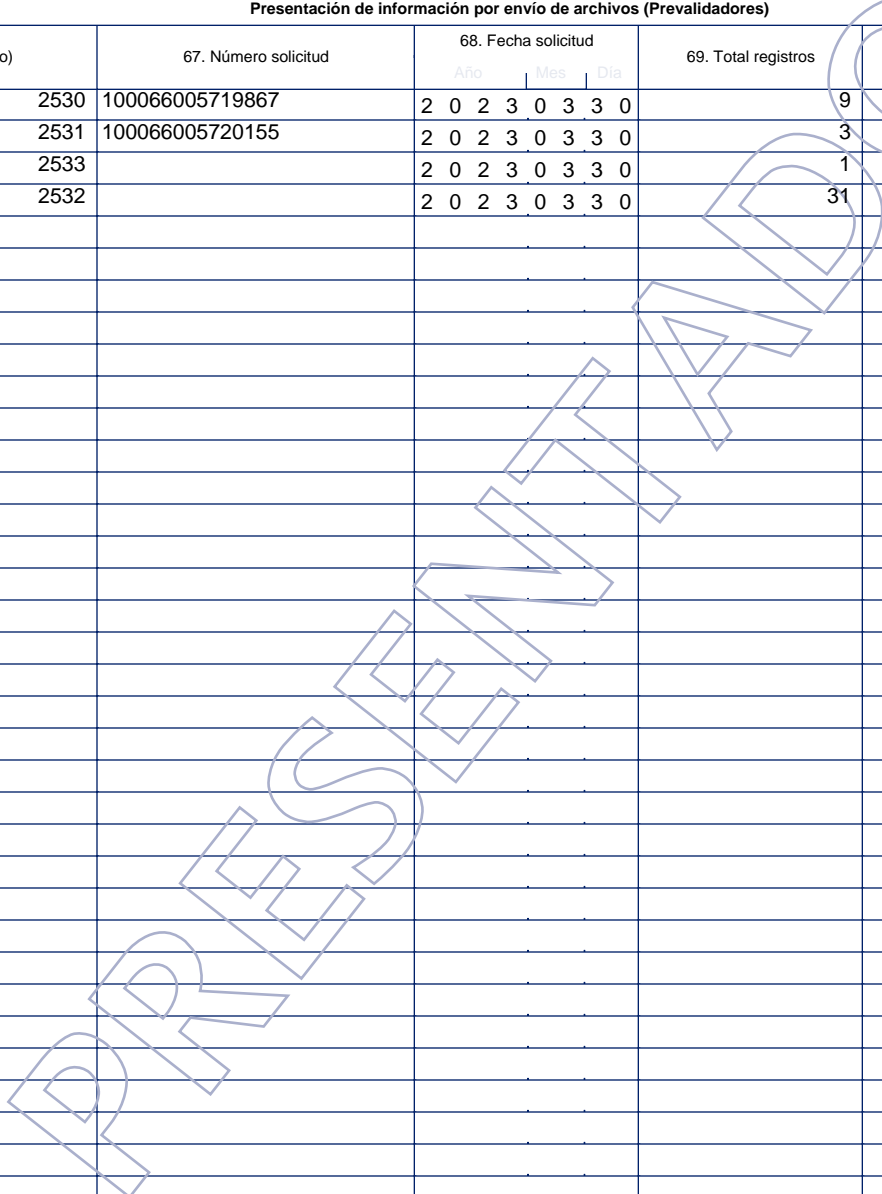 Presentación de información por envío de archivos (Prevalidadores)
o) 67. Número solicitud 68. Fecha solicitud 69. Total registros
Año Mes Día
2530 100066005719867 2 0 2 3 0 3 3 0 9
2531 100066005720155 2 0 2 3 0 3 3 0 3
2533 2 0 2 3 0 3 3 0 1
2532 2 0 2 3 0 3 3 0 31
PRESENTADO